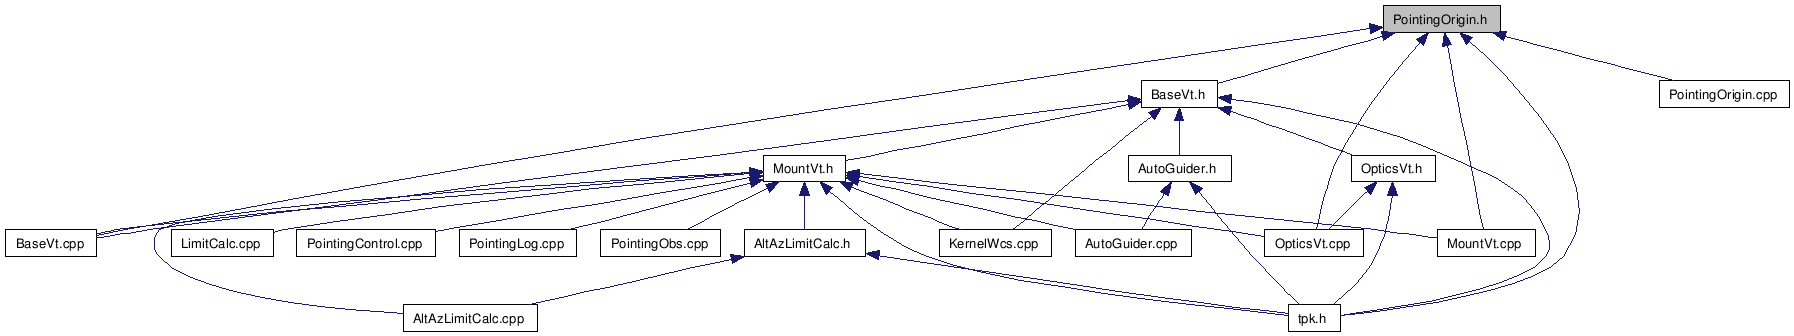 PointingOrigin.h
BaseVt.h
PointingOrigin.cpp
MountVt.h
AutoGuider.h
OpticsVt.h
BaseVt.cpp
LimitCalc.cpp
PointingControl.cpp
PointingLog.cpp
PointingObs.cpp
AltAzLimitCalc.h
KernelWcs.cpp
AutoGuider.cpp
OpticsVt.cpp
MountVt.cpp
AltAzLimitCalc.cpp
tpk.h